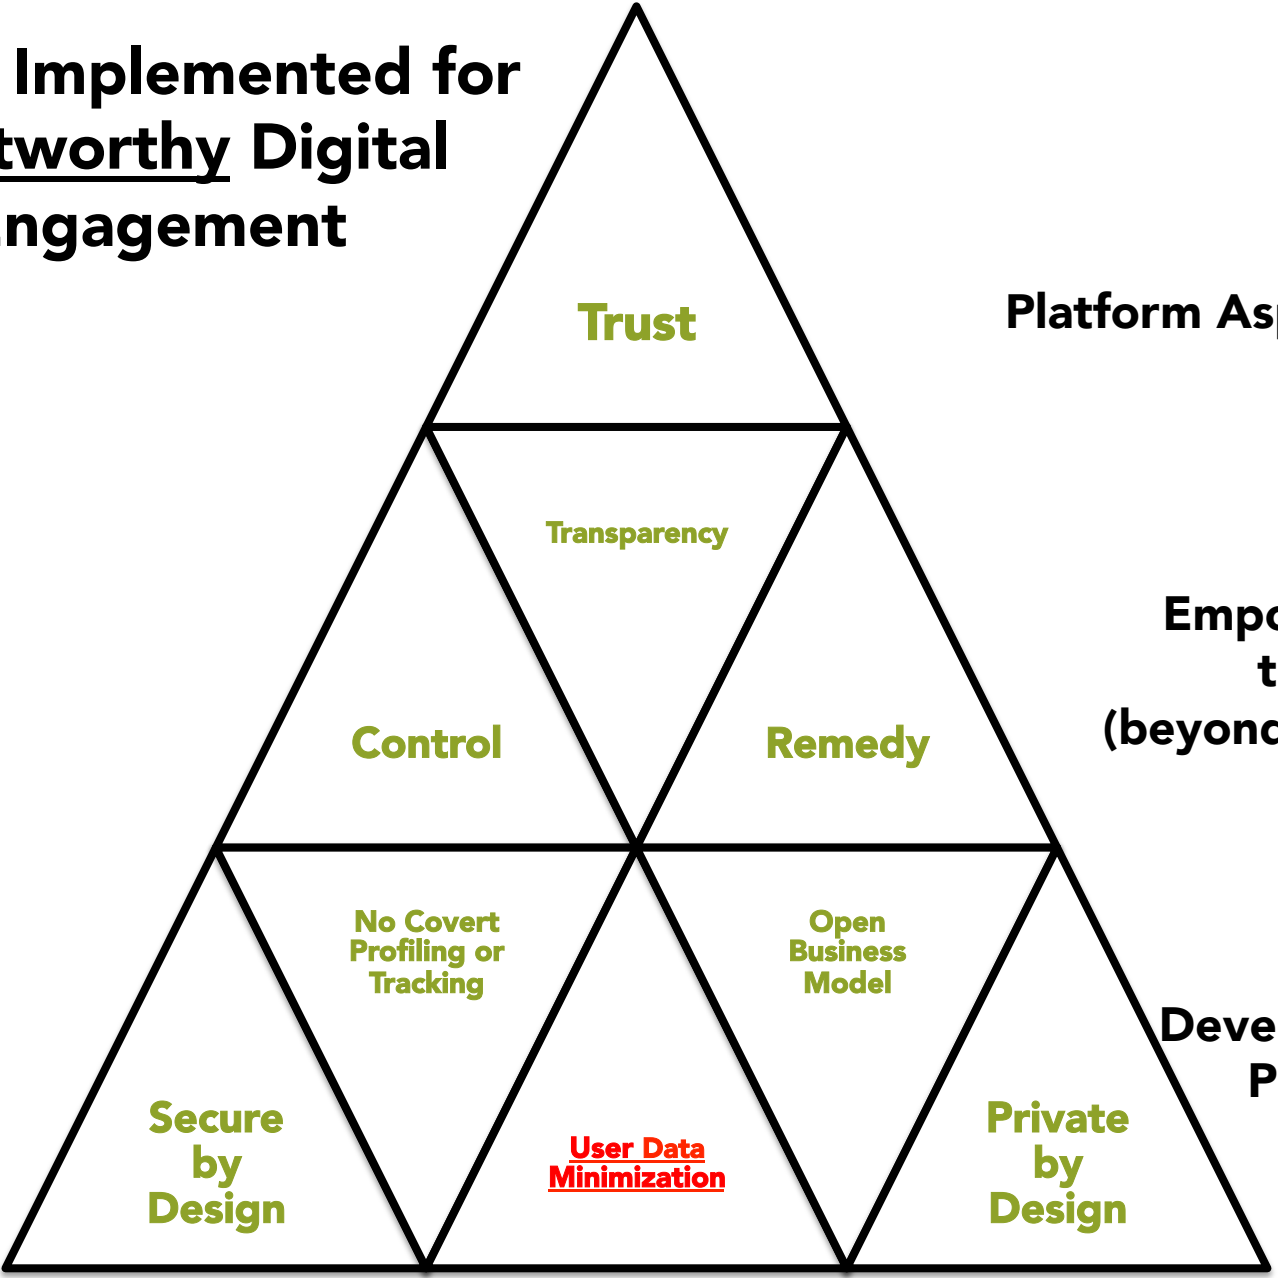 Implemented for
tworthy Digital
ngagement
Trust
Platform Asp
Transparency
Empo
t
(beyond
Control
Remedy
No Covert
Profiling or
Tracking
Open
Business
Model
Deve
P
Secure
by
Design
User Data
Minimization
Private
by
Design